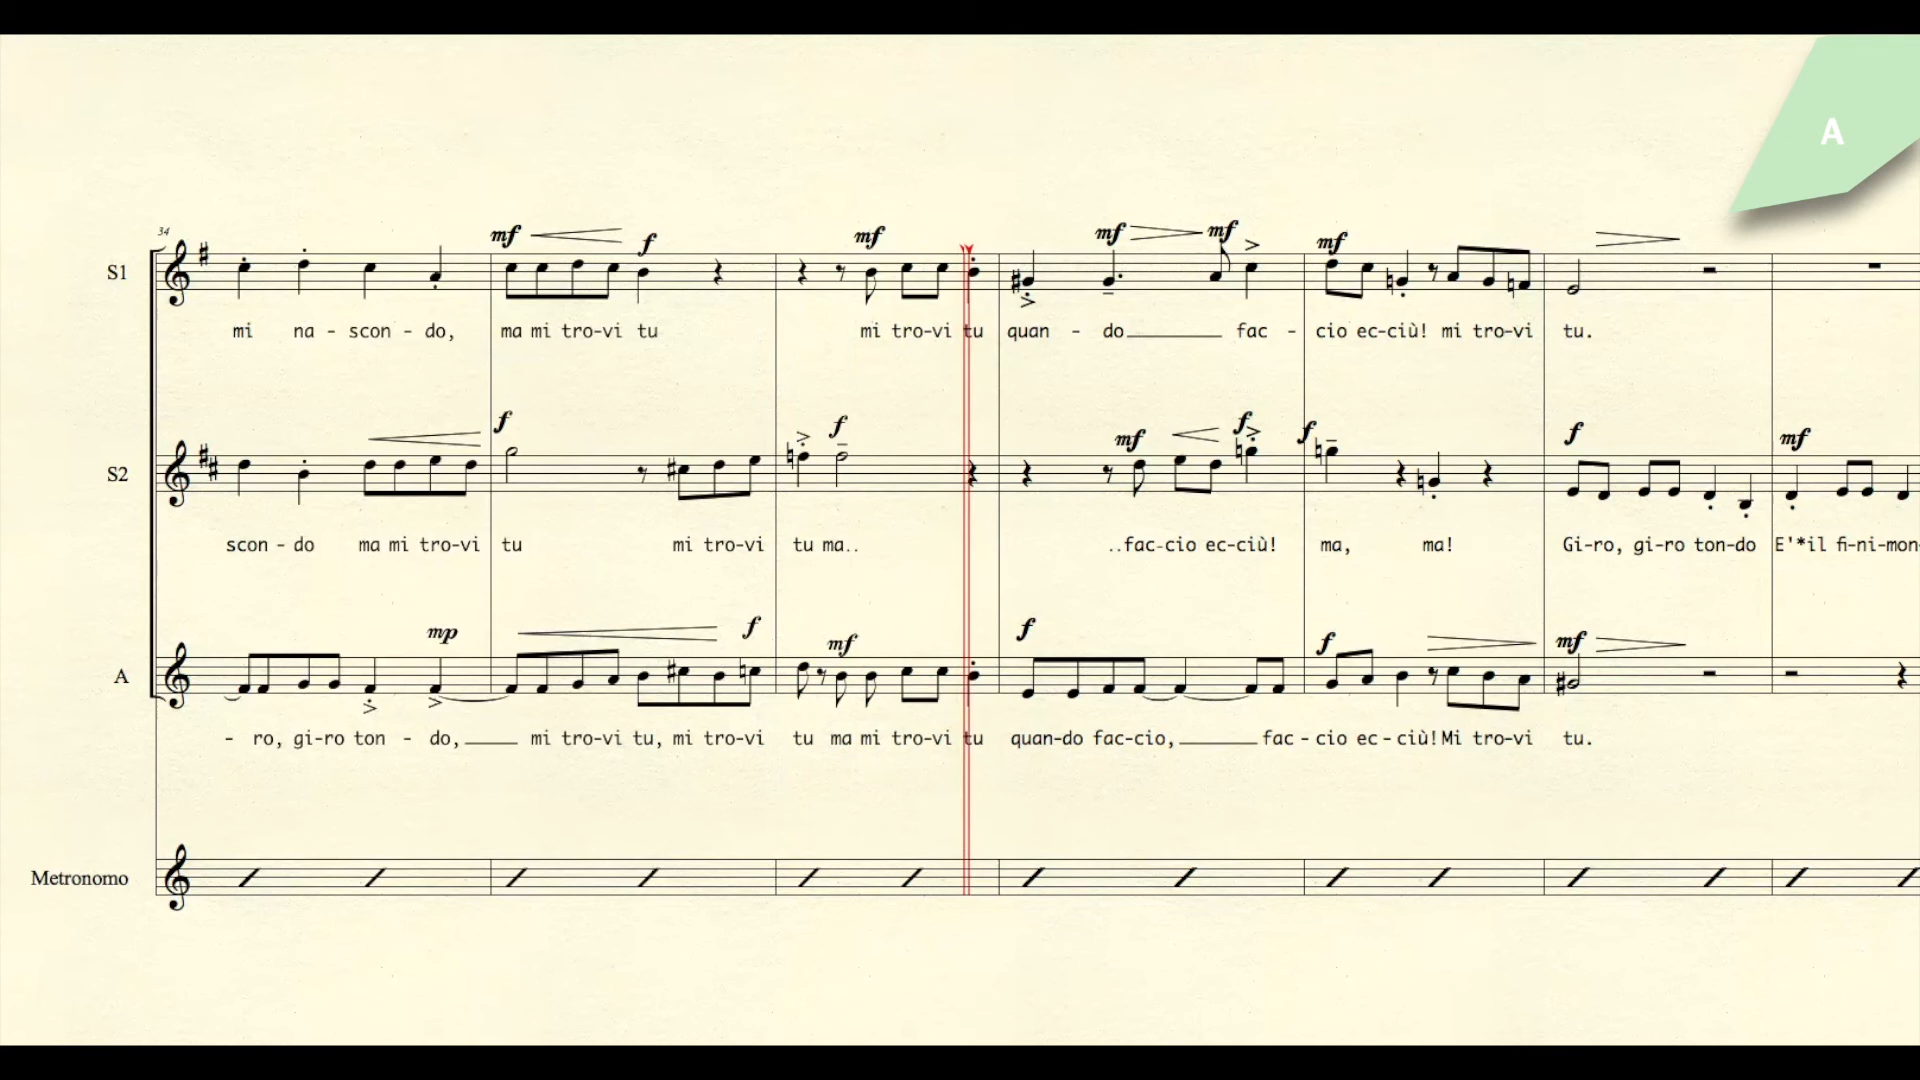 A
34
mf f mf mf mf mf
S1
mi na - scon - do, ma mi tro-vi tu mi tro-vi tu quan - do fac - cio ec-ciù! mi tro-vi tu.
f f mf f f f mf
S2
scon - do ma mi tro-vi tu mi tro-vi tu ma.. ..fac-cio ec-ciù! ma, ma! Gi-ro, gi-ro ton-do E'*il fi-ni-mon-
mp f mf f f mf
A
- ro, gi-ro ton - do, mi tro-vi tu, mi tro-vi tu ma mi tro-vi tu quan-do fac-cio, fac - cio ec - ciù! Mi tro-vi tu.
Metronomo